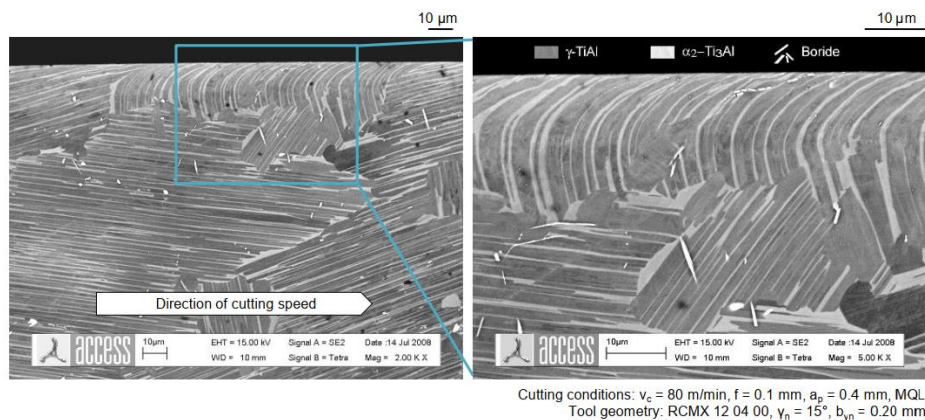 10 µm
10 µm
γ-TiAl
α₂–Ti₃Al
Boride
Direction of cutting speed
access
10µm
EHT = 15.00 kV
WD = 10 mm
Signal A = SE2
Signal B = Tetra
Date :14 Jul 2008
Mag = 2.00 K X
access
10µm
EHT = 15.00 kV
WD = 10 mm
Signal A = SE2
Signal B = Tetra
Date :14 Jul 2008
Mag = 5.00 K X
Cutting conditions: vc = 80 m/min, f = 0.1 mm, ap = 0.4 mm, MQL
Tool geometry: RCMX 12 04 00, γn = 15°, bγn = 0.20 mm